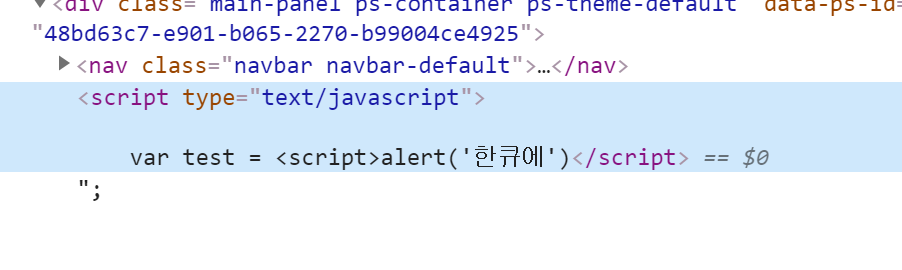 ▼<div class="main-panel ps-container ps-theme-default" data-ps-id=
"48bd63c7-e901-b065-2270-b99004ce4925">
▶<nav class="navbar navbar-default">…</nav>
<script type="text/javascript">
var test = <script>alert('한큐에')</script> == $0
";